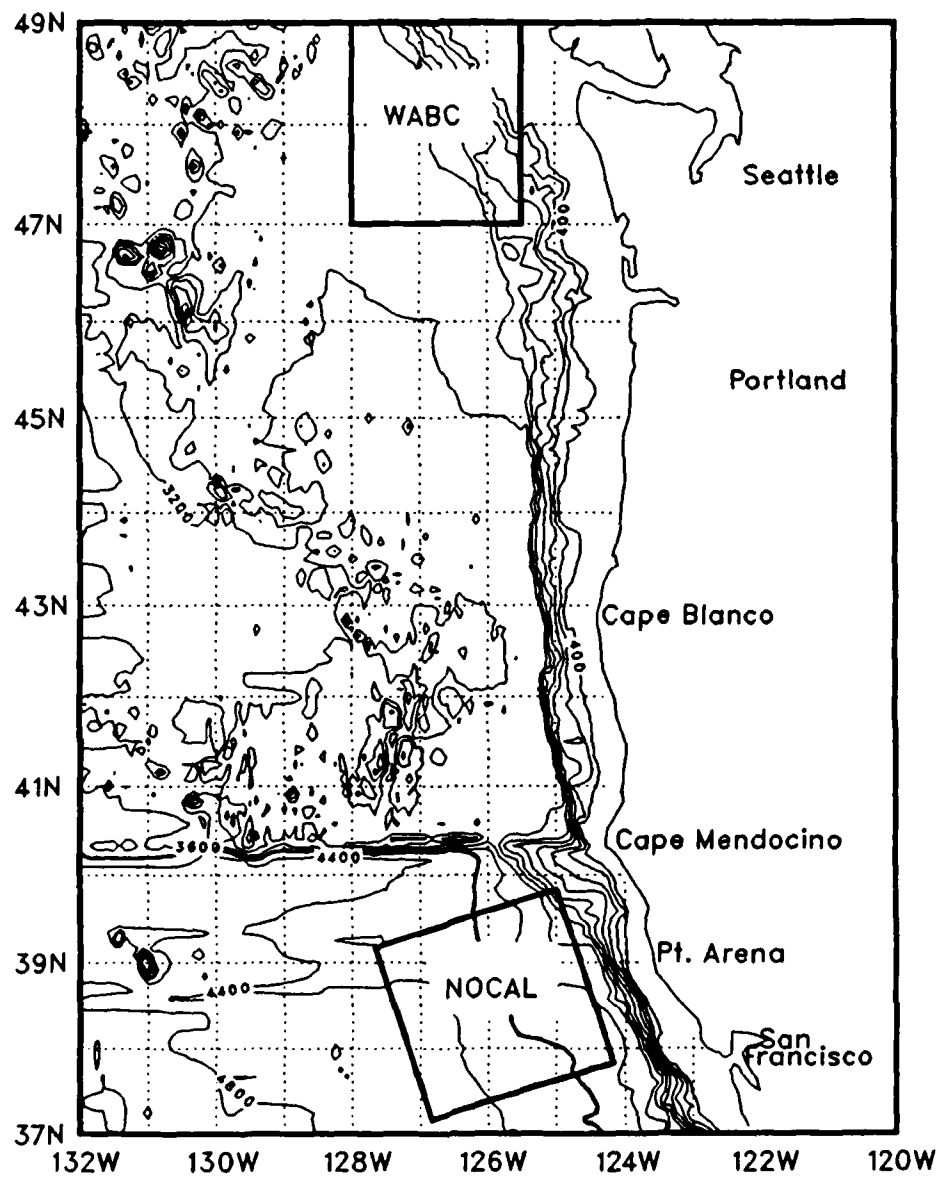 49N
WABC
Seattle
400
47N
Portland
45N
3200
43N
Cape Blanco
400
41N
Cape Mendocino
3600
4400
Pt. Arena
39N
NOCAL
4400
San
Francisco
4800
37N
132W 130W 128W 126W 124W 122W 120W